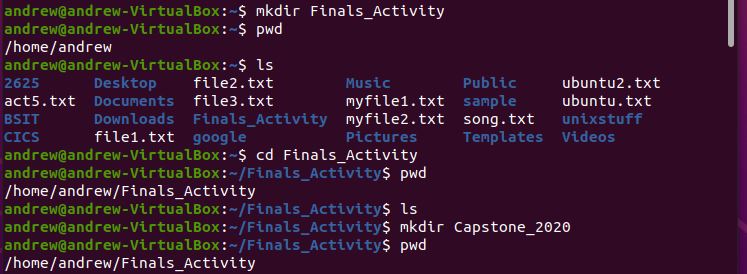 andrew@andrew-VirtualBox:~$ mkdir Finals_Activity
andrew@andrew-VirtualBox:~$ pwd
/home/andrew
andrew@andrew-VirtualBox:~$ ls
2625 Desktop file2.txt Music Public ubuntu2.txt
act5.txt Documents file3.txt myfile1.txt sample ubuntu.txt
BSIT Downloads Finals_Activity myfile2.txt song.txt unixstuff
CICS file1.txt google Pictures Templates Videos
andrew@andrew-VirtualBox:~$ cd Finals_Activity
andrew@andrew-VirtualBox:~/Finals_Activity$ pwd
/home/andrew/Finals_Activity
andrew@andrew-VirtualBox:~/Finals_Activity$ ls
andrew@andrew-VirtualBox:~/Finals_Activity$ mkdir Capstone_2020
andrew@andrew-VirtualBox:~/Finals_Activity$ pwd
/home/andrew/Finals_Activity